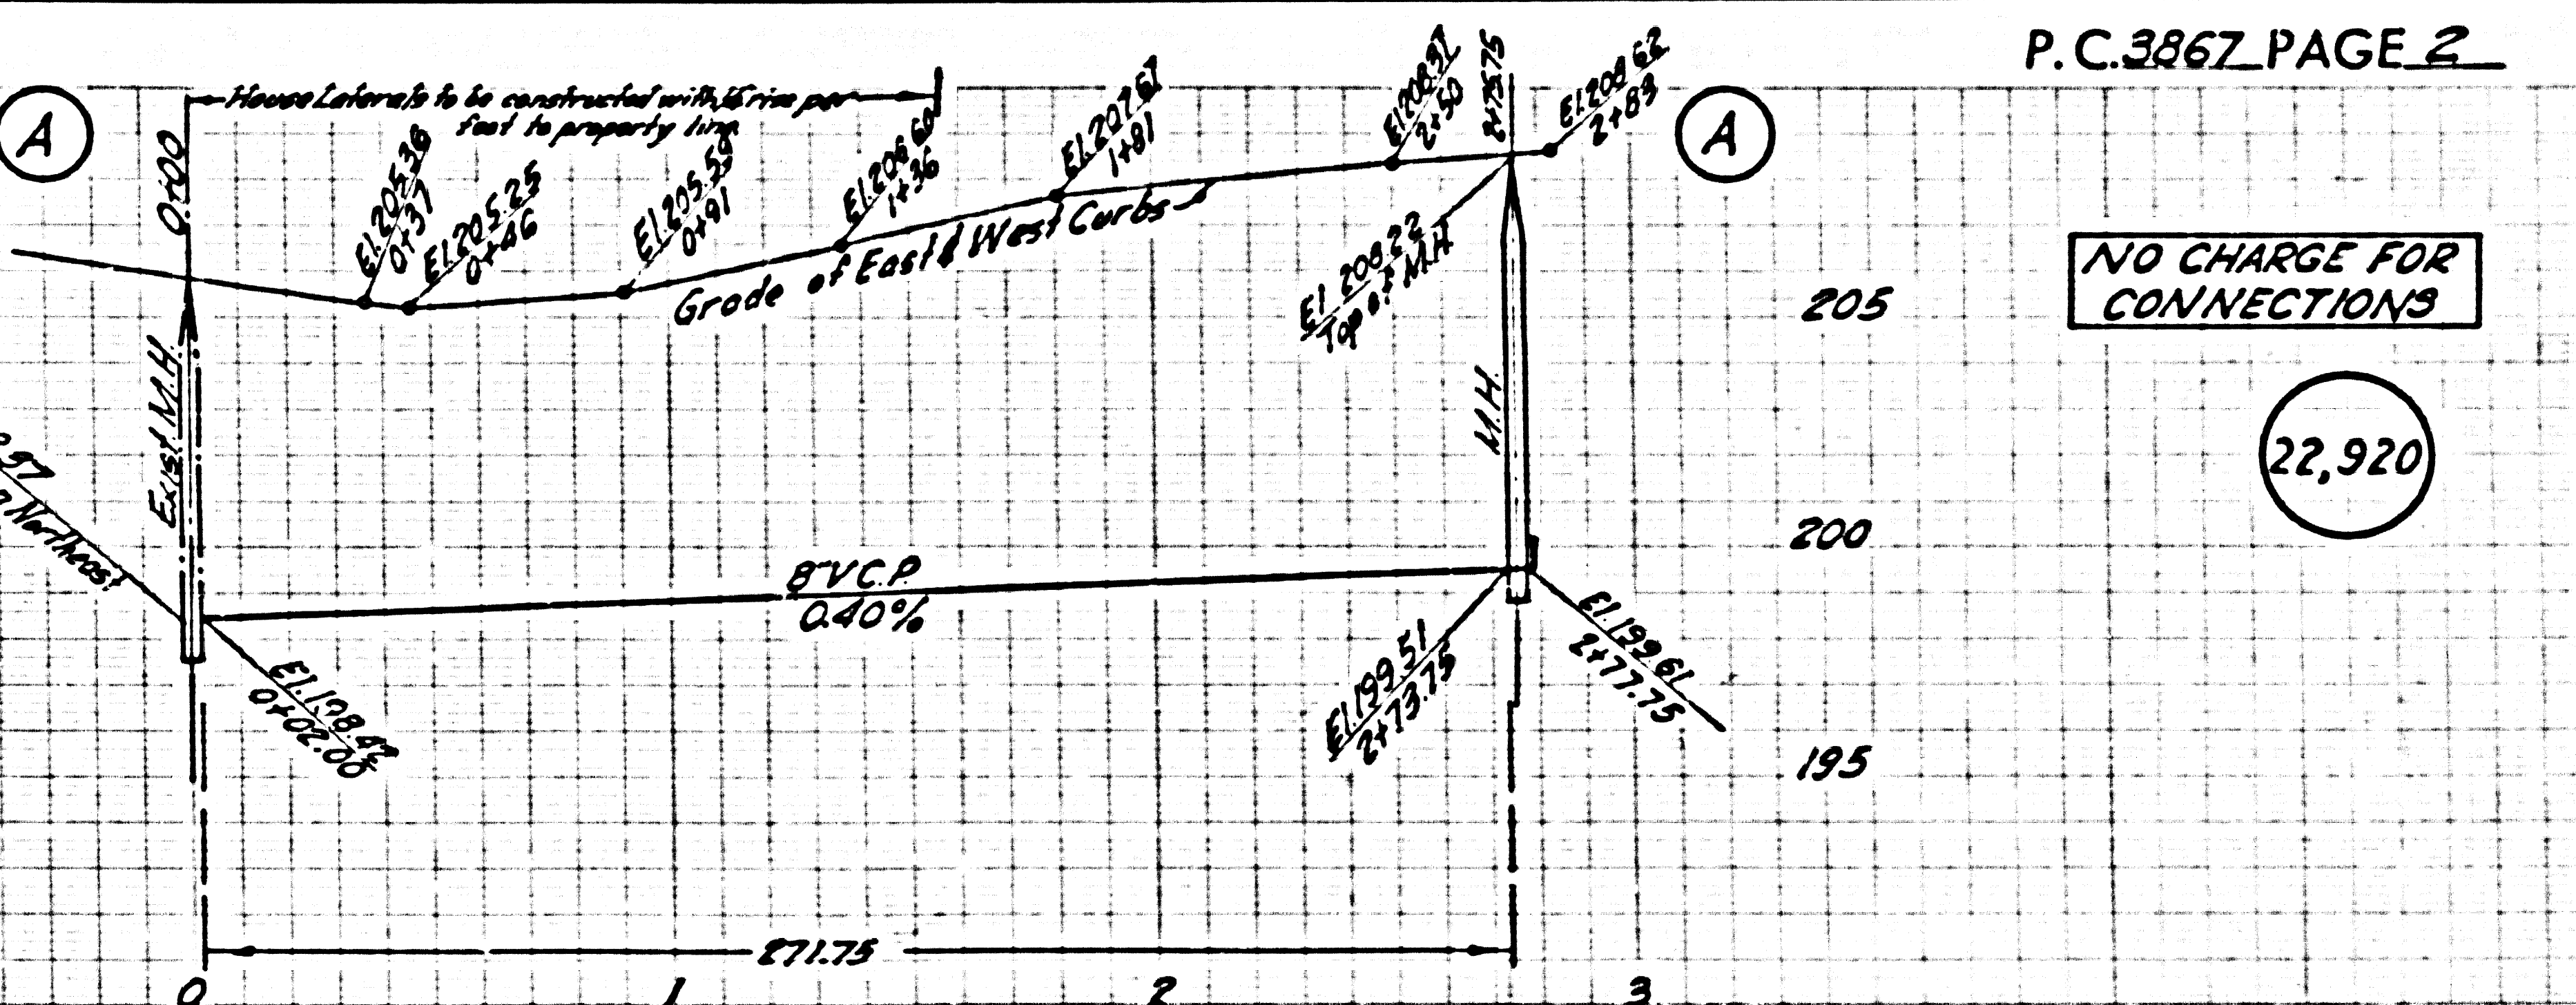 P.C. 3867 PAGE 2
A
0+00
House Laterals to be constructed with rise per
foot to property line
El. 205.36
0+37
El. 205.25
0+46
El. 205.59
0+91
El. 206.60
1+36
El. 207.67
1+81
El. 208.37
2+50
2+75.75
El. 208.62
2+83
A
Grade of East & West Curbs
El. 208.22
Top of M.H.
Exist. M.H.
M.H.
205
NO CHARGE FOR
CONNECTIONS
22,920
97
Northeast
200
8" V.C.P.
0.40%
El. 198.42
0+02.00
El. 199.51
2+73.75
El. 199.61
2+77.75
195
271.75
0 1 2 3